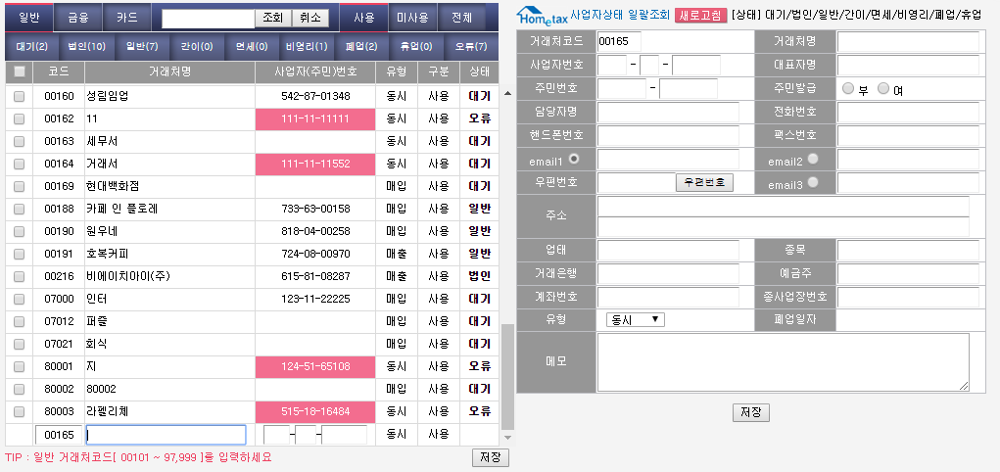 일반 금융 카드 조회 취소 사용 미사용 전체
대기(2) 법인(10) 일반(7) 간이(0) 면세(0) 비영리(1) 폐업(2) 휴업(0) 오류(7)
코드 거래처명 사업자(주민)번호 유형 구분 상태
00160 성림임업 542-87-01348 동시 사용 대기
00162 11 111-11-11111 동시 사용 오류
00163 세무서 동시 사용 대기
00164 거래서 111-11-11552 동시 사용 대기
00169 현대백화점 매입 사용 대기
00188 카페 인 플로레 733-63-00158 매입 사용 일반
00190 원우네 818-04-00258 매입 사용 일반
00191 호복커피 724-08-00970 매출 사용 일반
00216 비에이치아이(주) 615-81-08287 매출 사용 법인
07000 인터 123-11-22225 매입 사용 대기
07012 퍼즐 매입 사용 대기
07021 회식 매입 사용 대기
80001 지 124-51-65108 동시 사용 오류
80002 80002 매입 사용 대기
80003 라펠리체 515-18-16484 동시 사용 오류
00165 - - 동시 사용
TIP : 일반 거래처코드[ 00101 ~ 97,999 ]를 입력하세요 저장
Hometax 사업자상태 일괄조회 새로고침 [상태] 대기/법인/일반/간이/면세/비영리/폐업/휴업
거래처코드 00165 거래처명
사업자번호 - - 대표자명
주민번호 - 주민발급 부 여
담당자명 전화번호
핸드폰번호 팩스번호
email1 email2
우편번호 우편번호 email3
주소
업태 종목
거래은행 예금주
계좌번호 종사업장번호
유형 동시 폐업일자
메모
저장